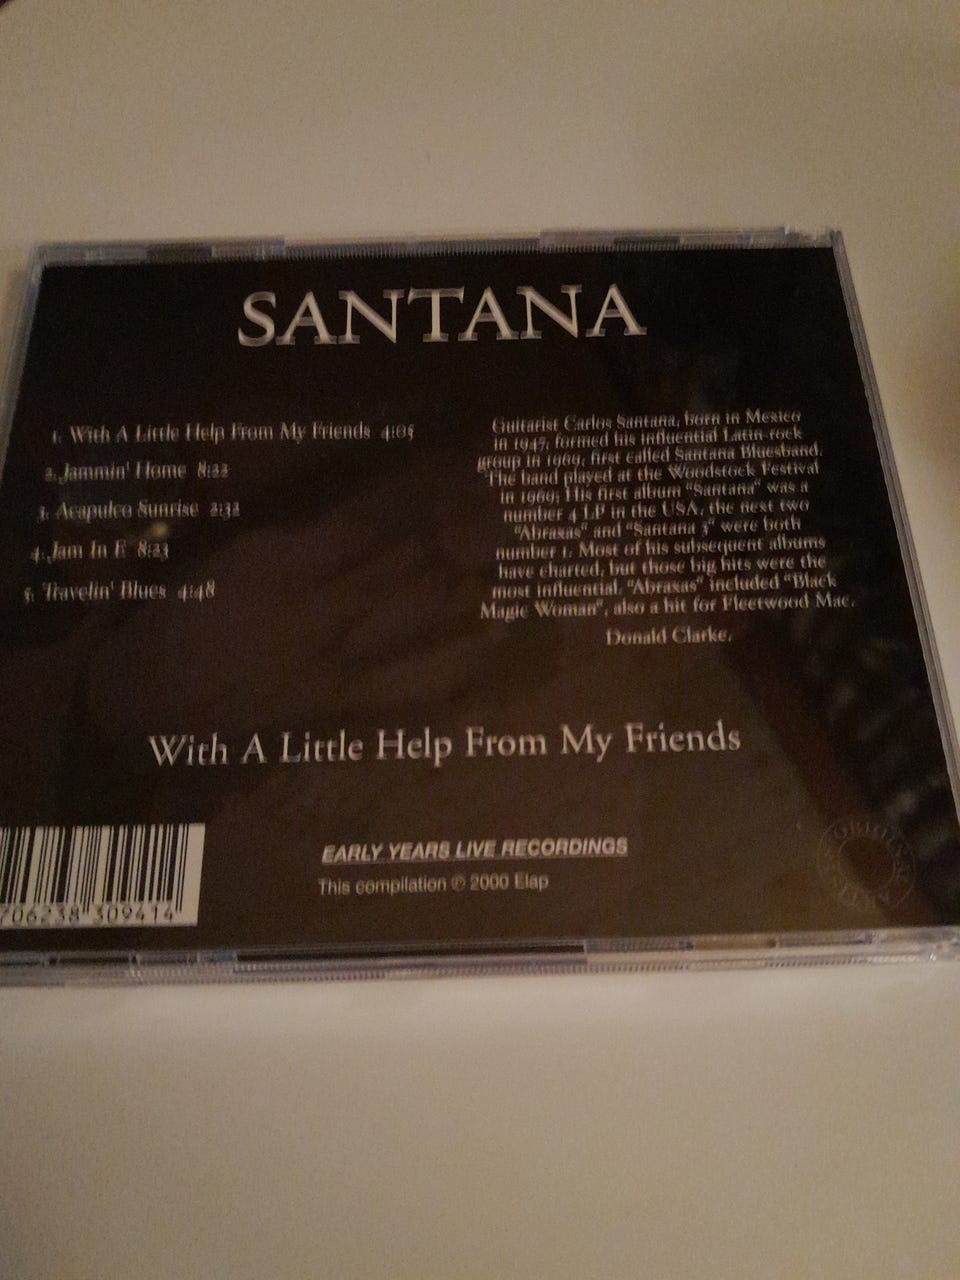 SANTANA
1. With A Little Help From My Friends 4:05
2. Jammin' Home 8:22
3. Acapulco Sunrise 2:32
4. Jam In E 8:23
5. Travelin' Blues 4:48
Guitarist Carlos Santana, born in Mexico
in 1947, formed his influential Latin-rock
group in 1969, first called Santana Bluesband.
The band played at the Woodstock Festival
in 1969; His first album "Santana" was a
number 4 LP in the USA, the next two
"Abraxas" and "Santana 3" were both
number 1. Most of his subsequent albums
have charted, but those big hits were the
most influential. "Abraxas" included "Black
Magic Woman", also a hit for Fleetwood Mac.
Donald Clarke.
With A Little Help From My Friends
EARLY YEARS LIVE RECORDINGS
This compilation ℗ 2000 Elap
706238 309414
ORIGINAL ARTISTS